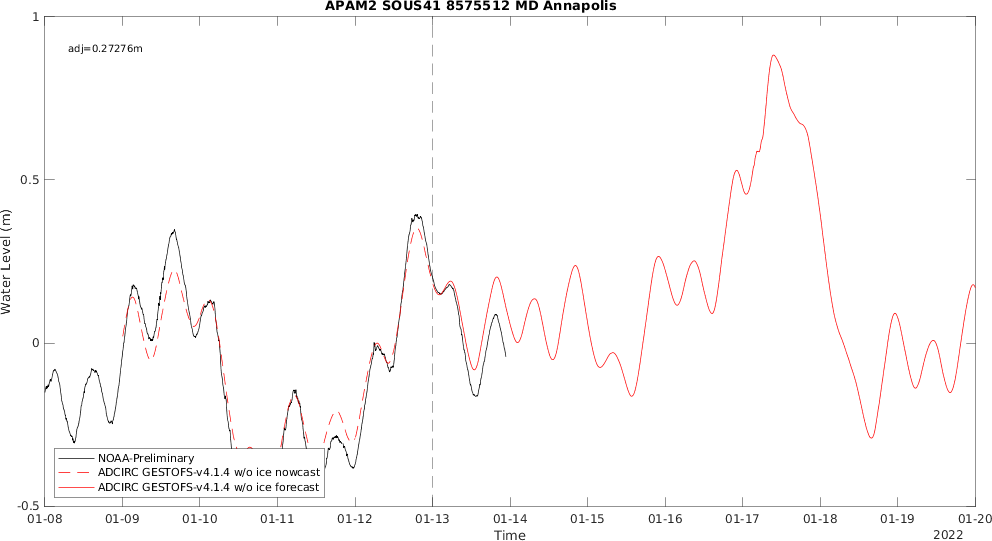 APAM2 SOUS41 8575512 MD Annapolis
1
adj=0.27276m
0.5
Water Level (m)
0
NOAA-Preliminary
ADCIRC GESTOFS-v4.1.4 w/o ice nowcast
ADCIRC GESTOFS-v4.1.4 w/o ice forecast
-0.5
01-08 01-09 01-10 01-11 01-12 01-13 01-14 01-15 01-16 01-17 01-18 01-19 01-20
Time
2022